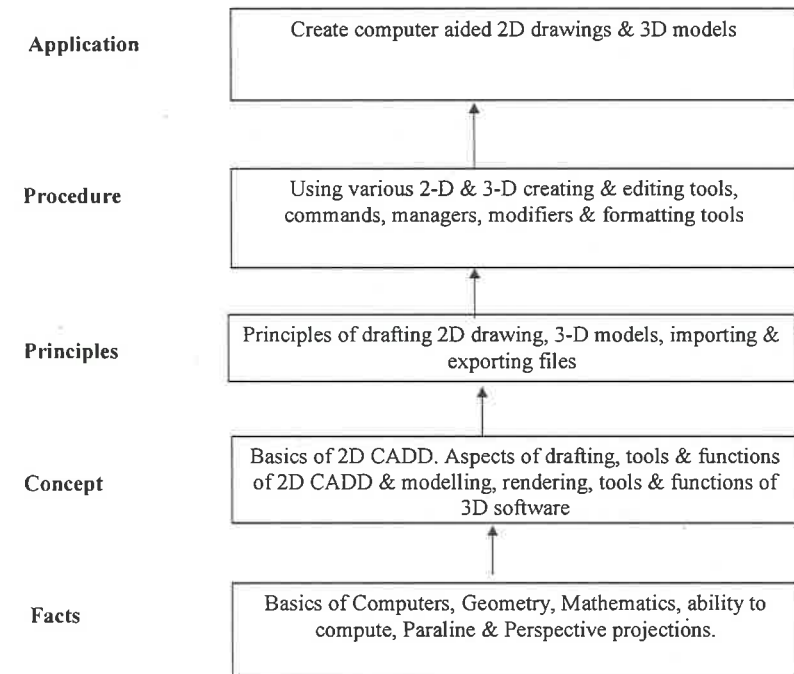 Application
Create computer aided 2D drawings & 3D models
Procedure
Using various 2-D & 3-D creating & editing tools,
commands, managers, modifiers & formatting tools
Principles
Principles of drafting 2D drawing, 3-D models, importing &
exporting files
Concept
Basics of 2D CADD. Aspects of drafting, tools & functions
of 2D CADD & modelling, rendering, tools & functions of
3D software
Facts
Basics of Computers, Geometry, Mathematics, ability to
compute, Paraline & Perspective projections.